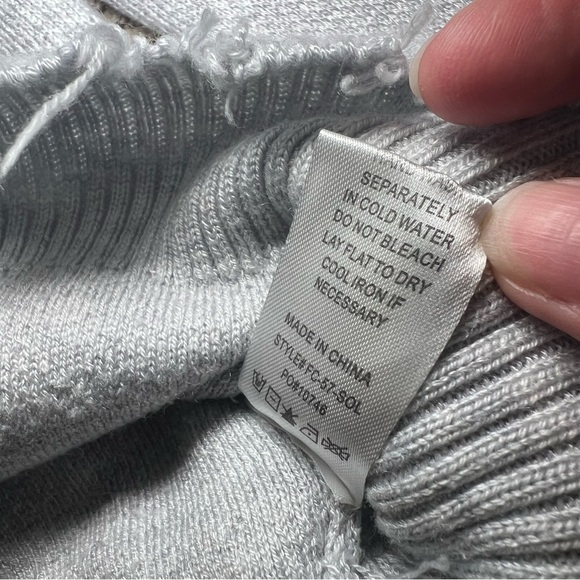 SEPARATELY
IN COLD WATER
DO NOT BLEACH
LAY FLAT TO DRY
COOL IRON IF
NECESSARY
MADE IN CHINA
STYLE# FC-57-SOL
PO#10746